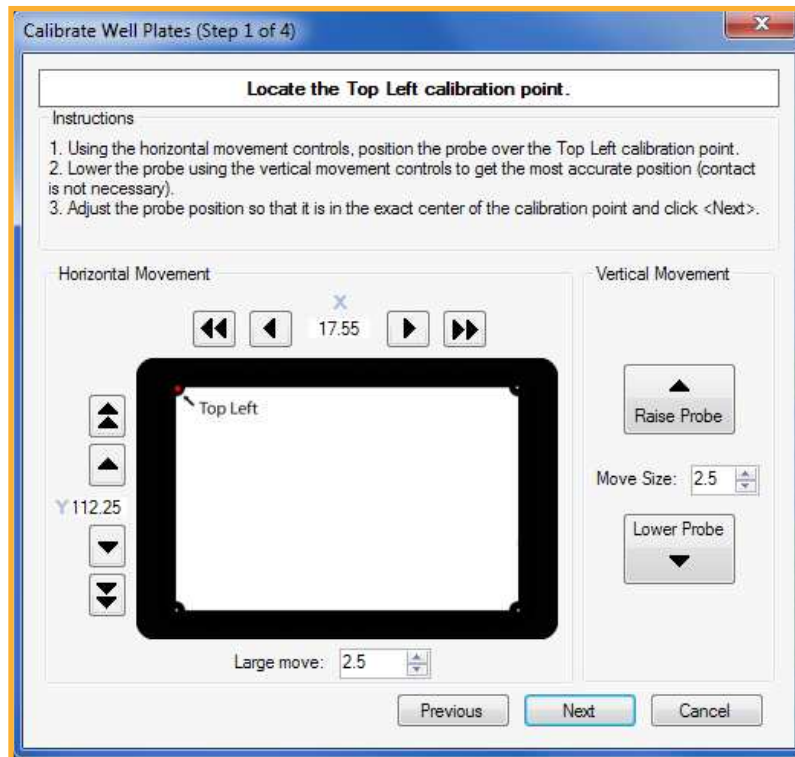 Calibrate Well Plates (Step 1 of 4)
Locate the Top Left calibration point.
Instructions
1. Using the horizontal movement controls, position the probe over the Top Left calibration point.
2. Lower the probe using the vertical movement controls to get the most accurate position (contact
is not necessary).
3. Adjust the probe position so that it is in the exact center of the calibration point and click <Next>.
Horizontal Movement
Vertical Movement
X
17.55
Top Left
Raise Probe
Move Size: 2.5
Y 112.25
Lower Probe
Large move: 2.5
Previous
Next
Cancel